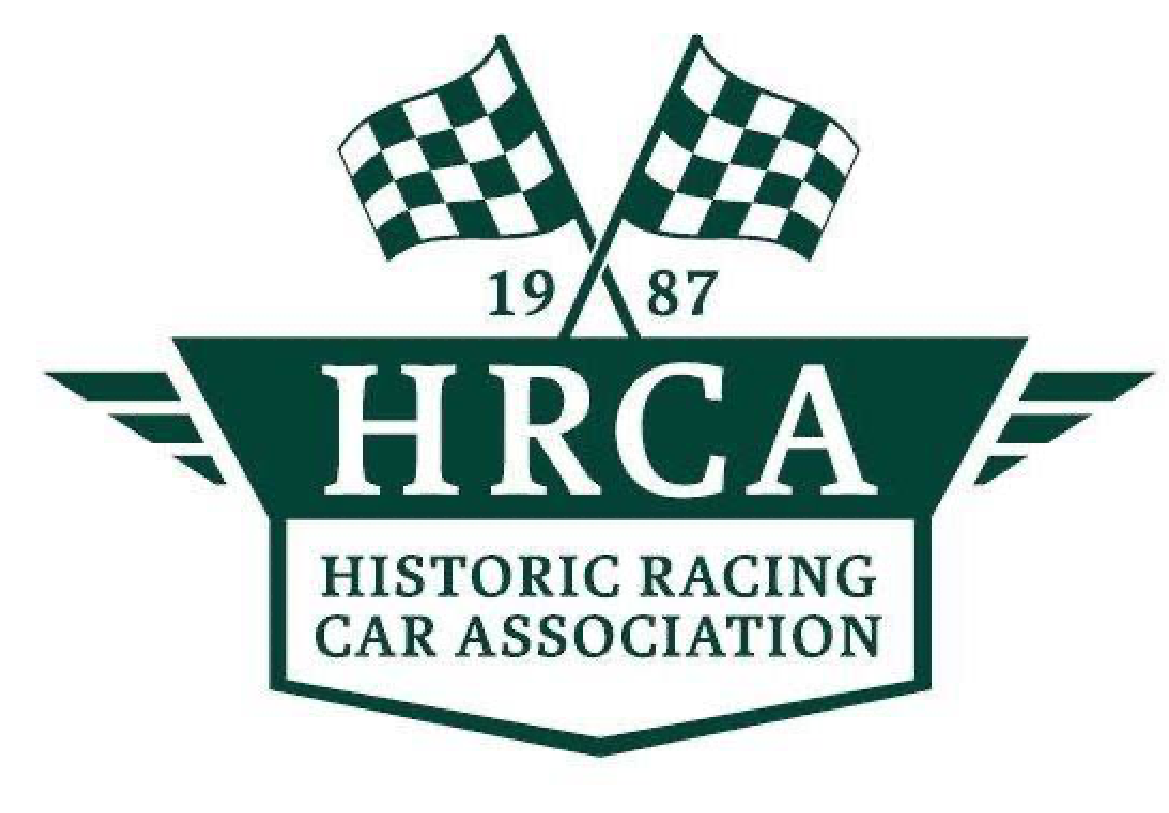 19 87
HRCA
HISTORIC RACING
CAR ASSOCIATION